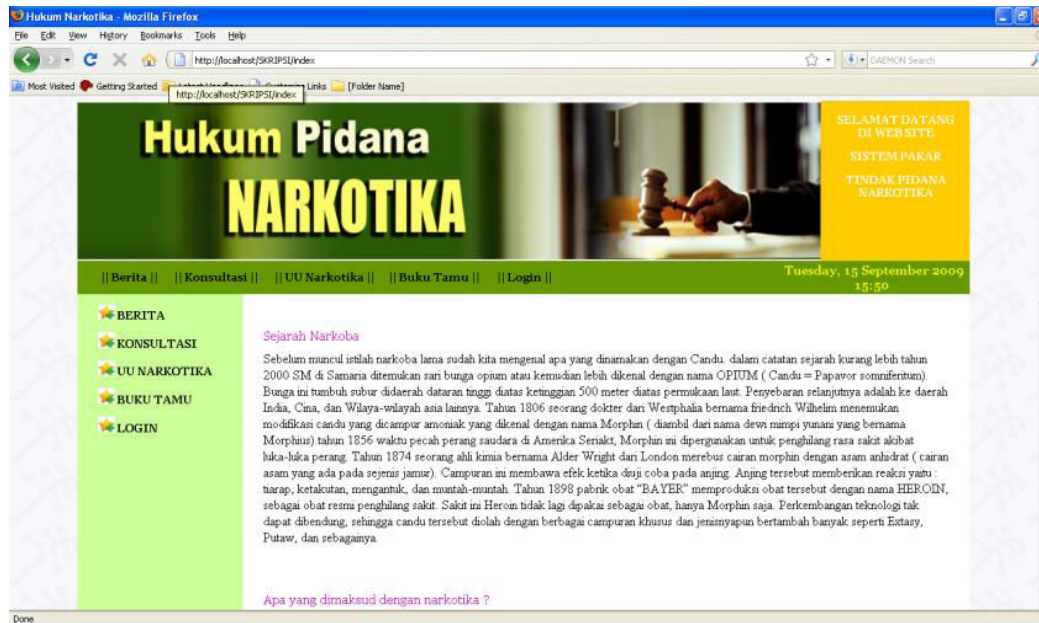 Hukum Narkotika - Mozilla Firefox
File Edit View History Bookmarks Tools Help
http://localhost/SKRIPSI/index
DAEMON Search
Most Visited Getting Started Links [Folder Name]
http://localhost/SKRIPSI/index
Hukum Pidana
NARKOTIKA
SELAMAT DATANG
DI WEB SITE
SISTEM PAKAR
TINDAK PIDANA
NARKOTIKA
|| Berita || || Konsultasi || || UU Narkotika || || Buku Tamu || || Login ||
Tuesday, 15 September 2009
15:50
BERITA
KONSULTASI
UU NARKOTIKA
BUKU TAMU
LOGIN
Sejarah Narkoba
Sebelum muncul istilah narkoba lama sudah kita mengenal apa yang dinamakan dengan Candu. dalam catatan sejarah kurang lebih tahun
2000 SM di Samaria ditemukan sari bunga opium atau kemudian lebih dikenal dengan nama OPIUM ( Candu = Papavor somniferitum).
Bunga ini tumbuh subur didaerah dataran tinggi diatas ketinggian 500 meter diatas permukaan laut. Penyebaran selanjutnya adalah ke daerah
India, Cina, dan Wilaya-wilayah asia lainnya. Tahun 1806 seorang dokter dari Westphalia bernama friedrich Wilhelim menemukan
modifikasi candu yang dicampur amoniak yang dikenal dengan nama Morphin ( diambil dari nama dewi mimpi yunani yang bernama
Morphius) tahun 1856 waktu pecah perang saudara di Amerika Seriakt, Morphin ini dipergunakan untuk penghilang rasa sakit akibat
luka-luka perang. Tahun 1874 seorang ahli kimia bernama Alder Wright dari London merebus cairan morphin dengan asam anhidrat ( cairan
asam yang ada pada sejenis jamur). Campuran ini membawa efek ketika diuji coba pada anjing. Anjing tersebut memberikan reaksi yaitu :
tiarap, ketakutan, mengantuk, dan muntah-muntah. Tahun 1898 pabrik obat “BAYER” memproduksi obat tersebut dengan nama HEROIN,
sebagai obat resmi penghilang sakit. Sakit ini Heroin tidak lagi dipakai sebagai obat, hanya Morphin saja. Perkembangan teknologi tak
dapat dibendung, sehingga candu tersebut diolah dengan berbagai campuran khusus dan jenisnyapun bertambah banyak seperti Extasy,
Putaw, dan sebagainya.
Apa yang dimaksud dengan narkotika ?
Done